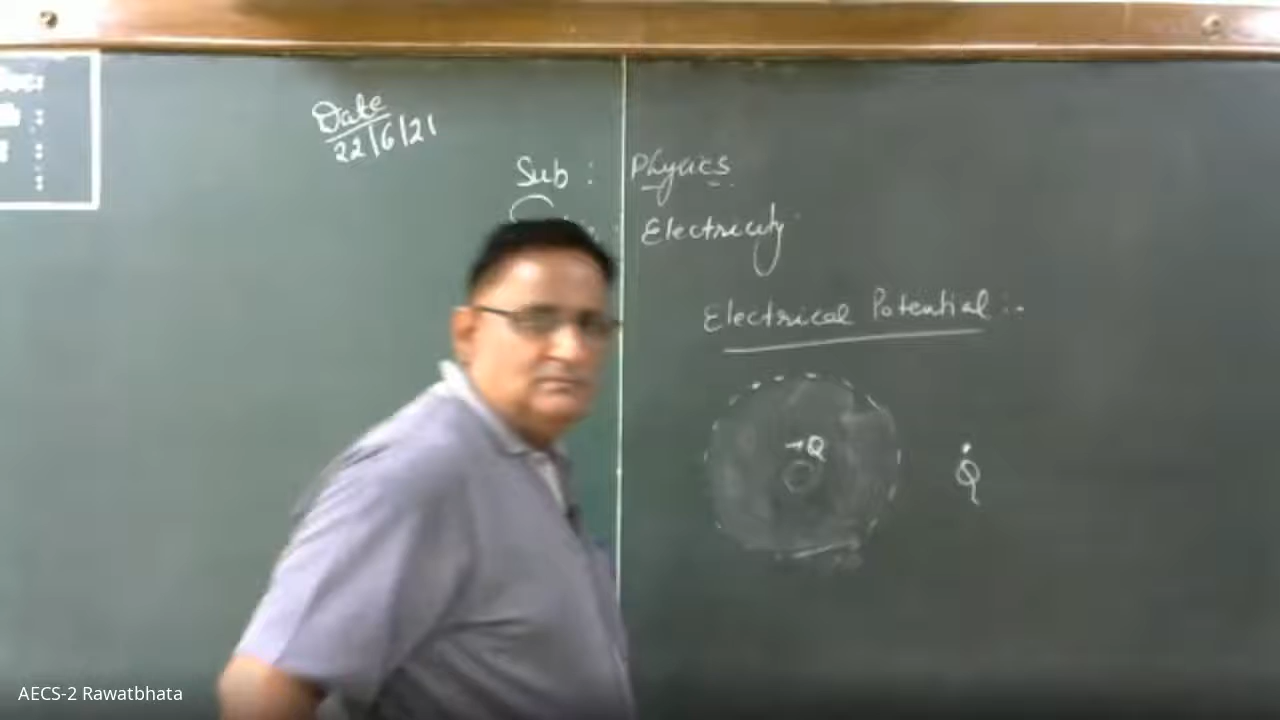 Date
22/6/21
Sub : Physics
: Electricity
Electrical Potential :-
+Q
Q
AECS-2 Rawatbhata